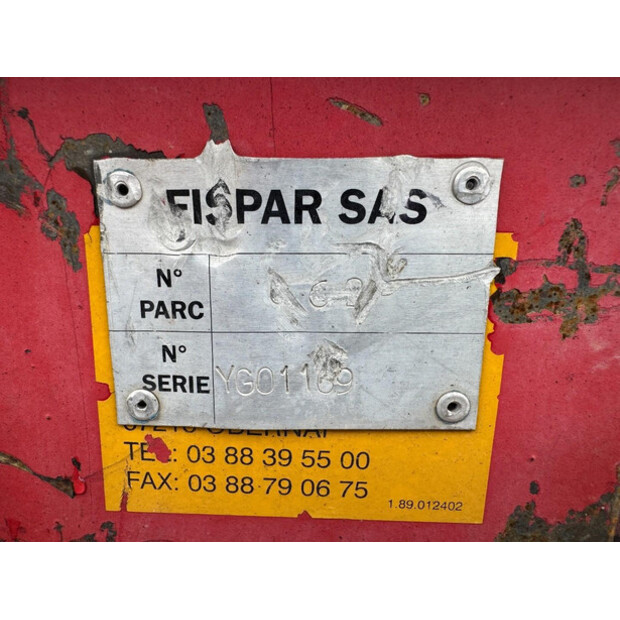 FISPAR SAS
N°
PARC
N°
SERIE YG01169
TEL: 03 88 39 55 00
FAX: 03 88 79 06 75
1.89.012402